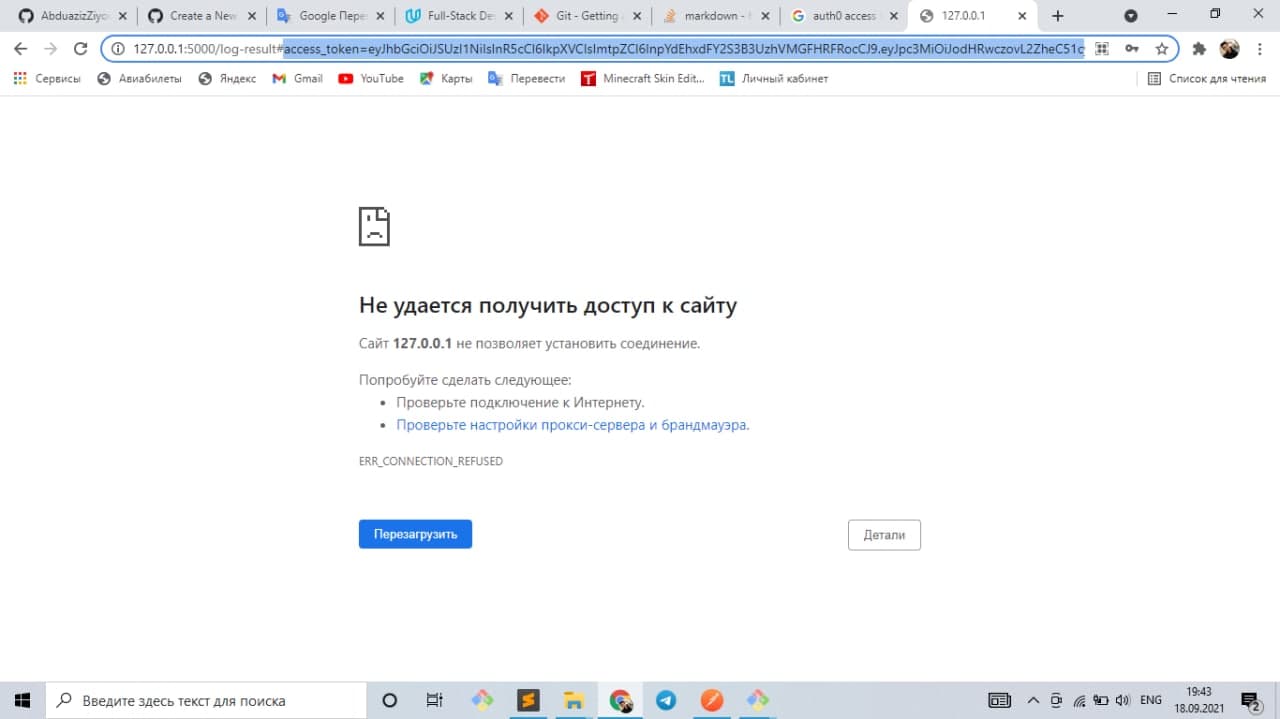 AbduazizZiyo
Create a New
Google Пере
Full-Stack De
Git - Getting
markdown -
auth0 access
127.0.0.1
127.0.0.1:5000/log-result#access_token=
Сервисы
Авиабилеты
Яндекс
Gmail
YouTube
Карты
Перевести
Minecraft Skin Edit...
TL Личный кабинет
Список для чтения
Не удается получить доступ к сайту
Сайт 127.0.0.1 не позволяет установить соединение.
Попробуйте сделать следующее:
• Проверьте подключение к Интернету.
• Проверьте настройки прокси-сервера и брандмауэра.
ERR_CONNECTION_REFUSED
Перезагрузить
Детали
Введите здесь текст для поиска
ENG
19:43
18.09.2021
2